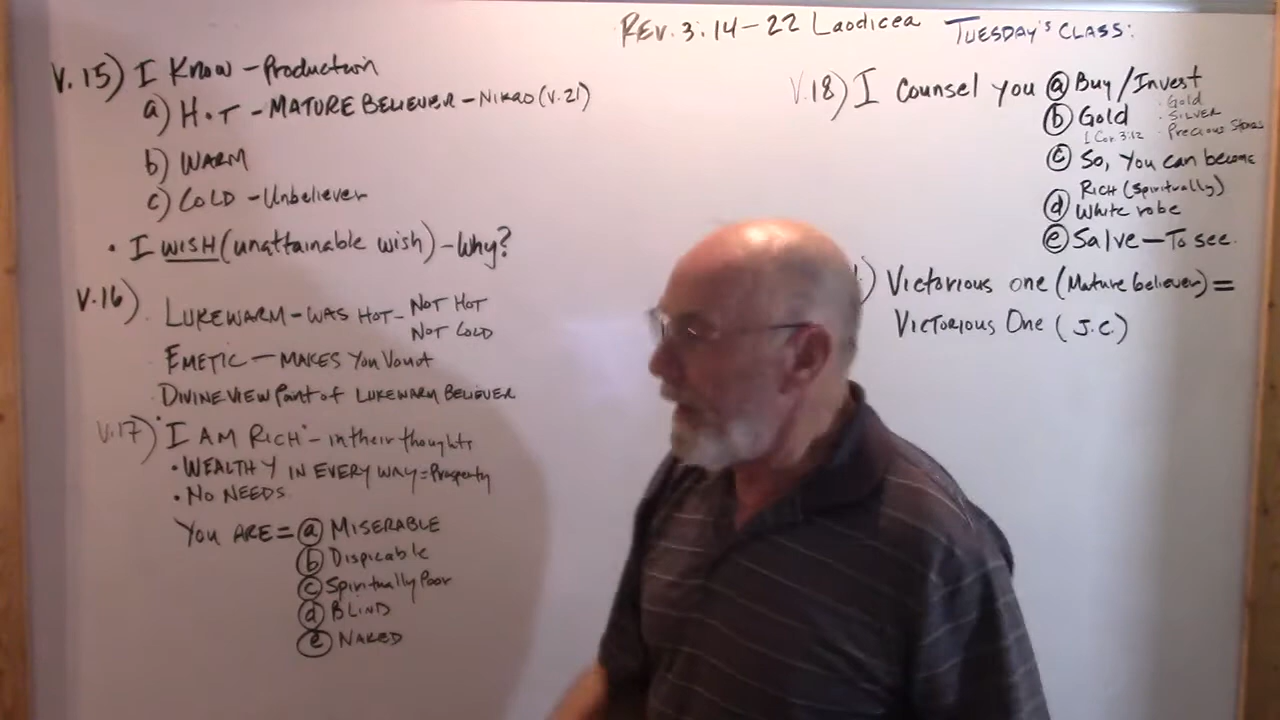 REV. 3:14-22 Laodicea TUESDAY'S CLASS:
V.15) I KNOW - Production
a) HOT - MATURE BELIEVER - NIKAO (V.21)
b) WARM
c) COLD - Unbeliever
• I WISH (unattainable wish) - Why?
V.16) LUKEWARM - WAS HOT - NOT HOT
NOT COLD
EMETIC - MAKES YOU Vomit
DIVINE VIEW Point of LUKEWARM BELIEVER
V.17) "I AM RICH" - in their thoughts
• WEALTHY IN EVERY WAY = Prosperity
• NO NEEDS
YOU ARE = a) MISERABLE
b) Dispicable
c) Spiritually Poor
d) BLIND
e) NAKED
V.18) I Counsel you a) Buy / Invest
b) Gold
1 Cor. 3:12
• Gold
• SILVER
• Precious Stones
c) So, You can become
RICH (Spiritually)
d) White robe
e) Salve - To see.
) Victorious one (Mature believer) =
VICTORIOUS ONE (J.C.)